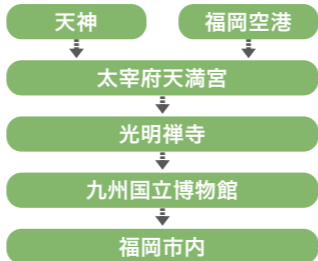 天神
福岡空港
太宰府天満宮
光明禅寺
九州国立博物館
福岡市内